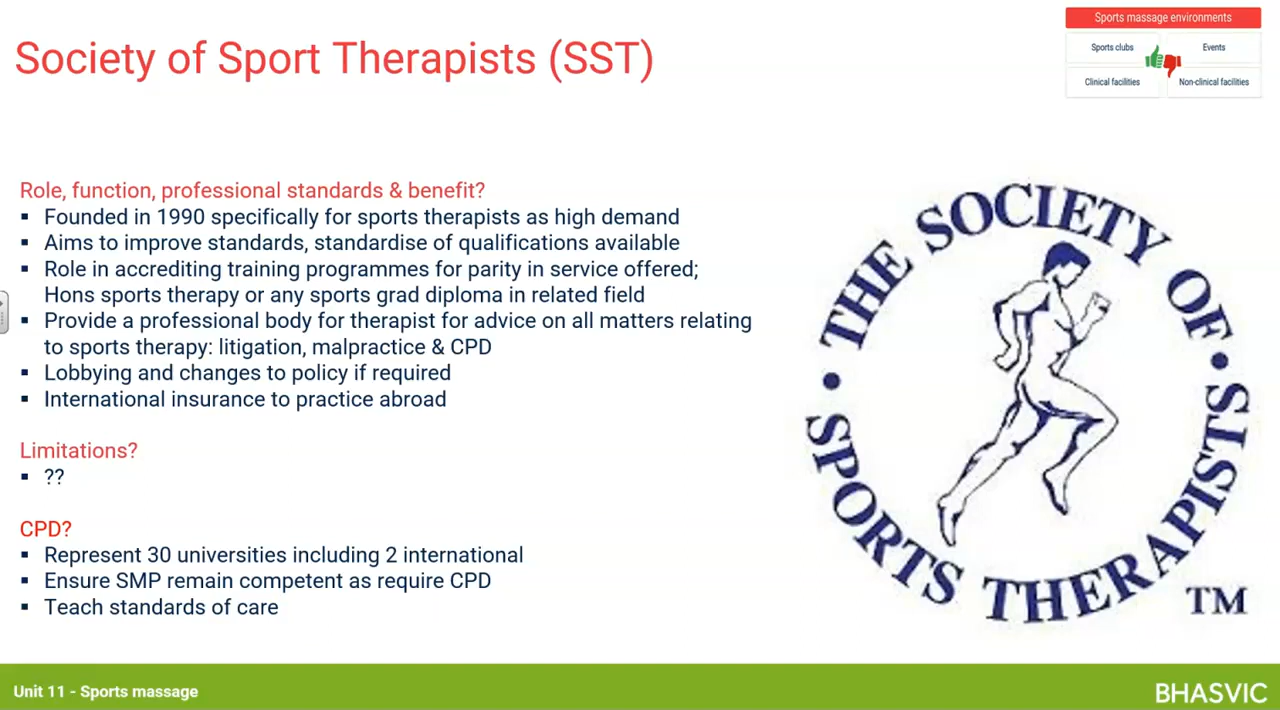 Society of Sport Therapists (SST)
Sports massage environments
Sports clubs
Events
Clinical facilities
Non-clinical facilities
Role, function, professional standards & benefit?
▪ Founded in 1990 specifically for sports therapists as high demand
▪ Aims to improve standards, standardise of qualifications available
▪ Role in accrediting training programmes for parity in service offered;
Hons sports therapy or any sports grad diploma in related field
▪ Provide a professional body for therapist for advice on all matters relating
to sports therapy: litigation, malpractice & CPD
▪ Lobbying and changes to policy if required
▪ International insurance to practice abroad
Limitations?
▪ ??
CPD?
▪ Represent 30 universities including 2 international
▪ Ensure SMP remain competent as require CPD
▪ Teach standards of care
• THE SOCIETY OF •
SPORTS THERAPISTS
TM
Unit 11 - Sports massage
BHASVIC